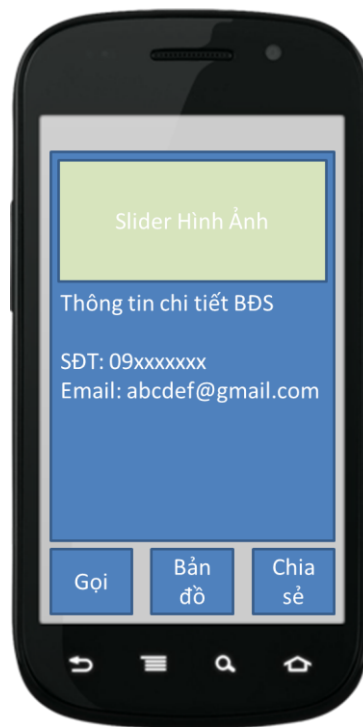 Slider Hình Ảnh
Thông tin chi tiết BĐS
SĐT: 09xxxxxxx
Email: abcdef@gmail.com
Gọi
Bản
đồ
Chia
sẻ